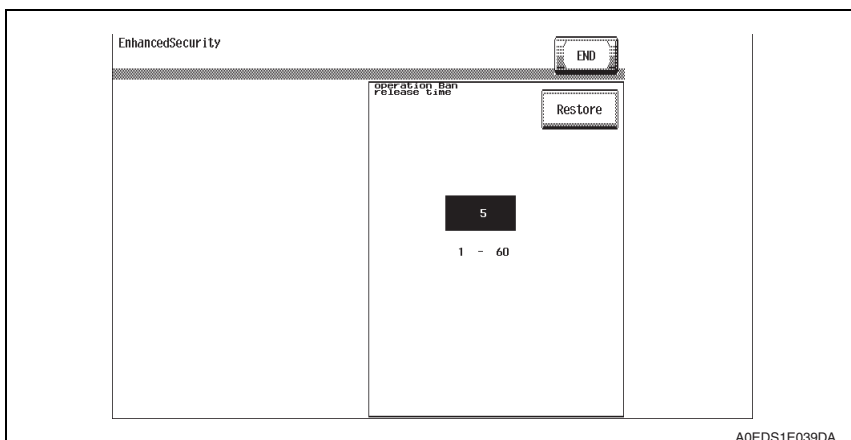 EnhancedSecurity
END
operation Ban
release time
Restore
5
1 - 60
A0EDS1E039DA